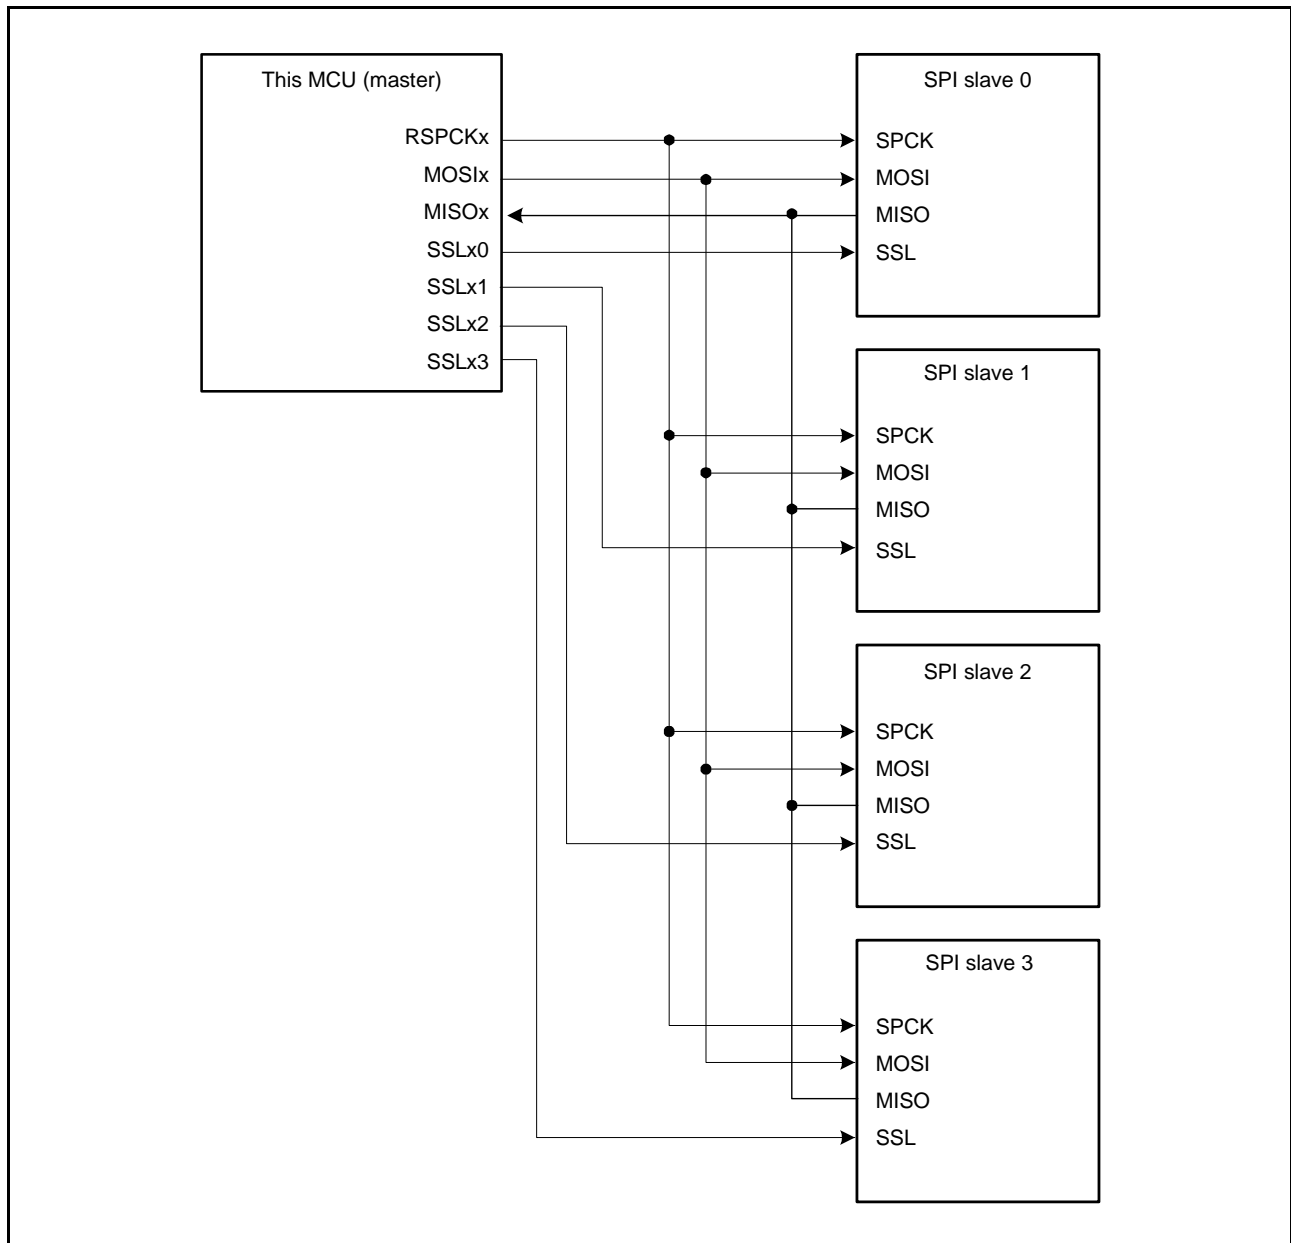 This MCU (master)
RSPCKx
MOSIx
MISOx
SSLx0
SSLx1
SSLx2
SSLx3
SPI slave 0
SPCK
MOSI
MISO
SSL
SPI slave 1
SPCK
MOSI
MISO
SSL
SPI slave 2
SPCK
MOSI
MISO
SSL
SPI slave 3
SPCK
MOSI
MISO
SSL